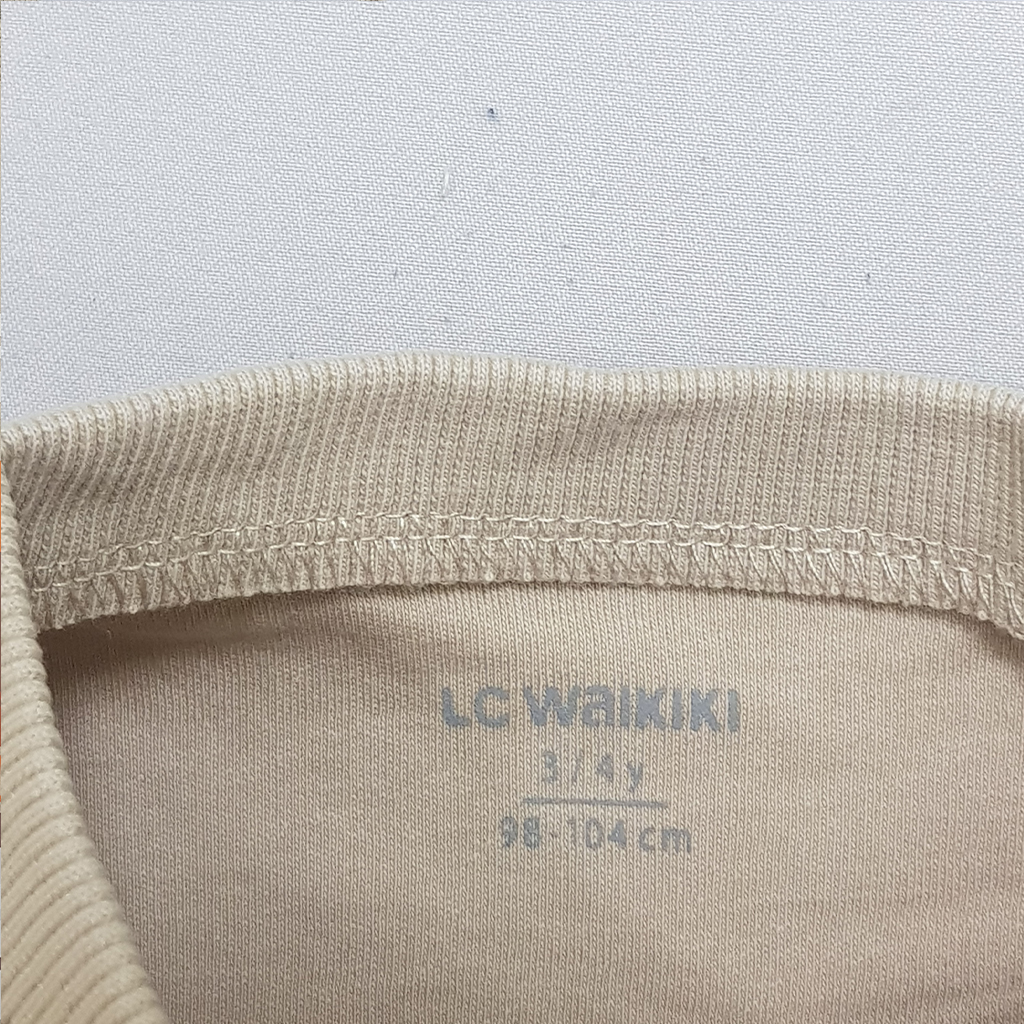 LC WaIKIKI
3 / 4 y
98-104 cm